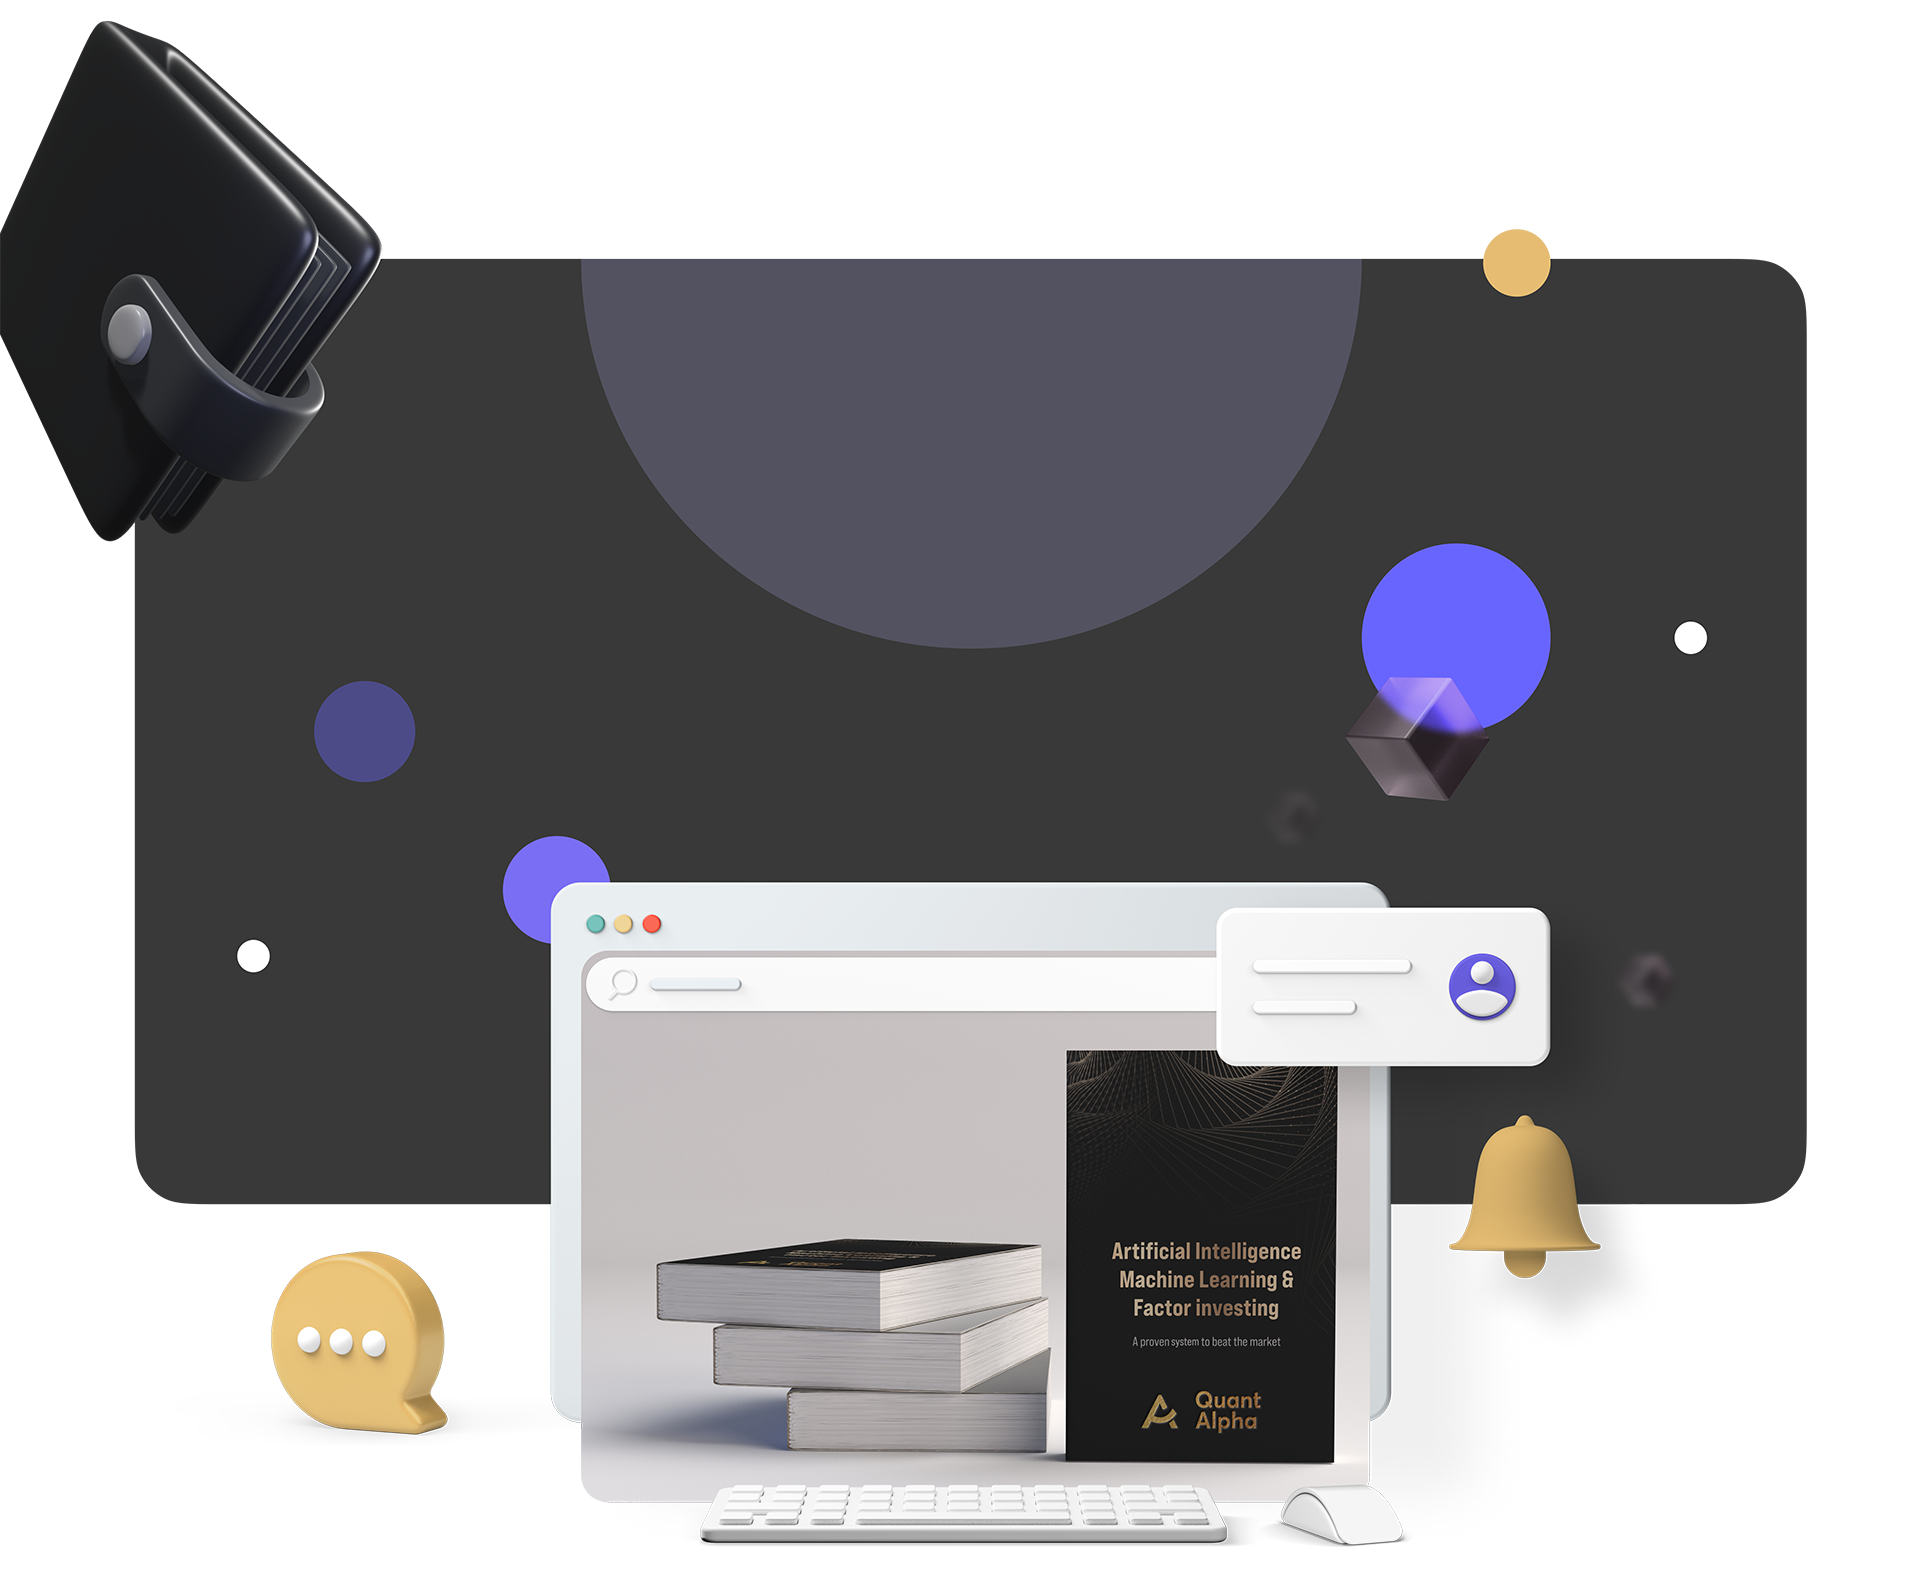 Artificial Intelligence
Machine Learning &
Factor investing
A proven system to beat the market
Quant
Alpha